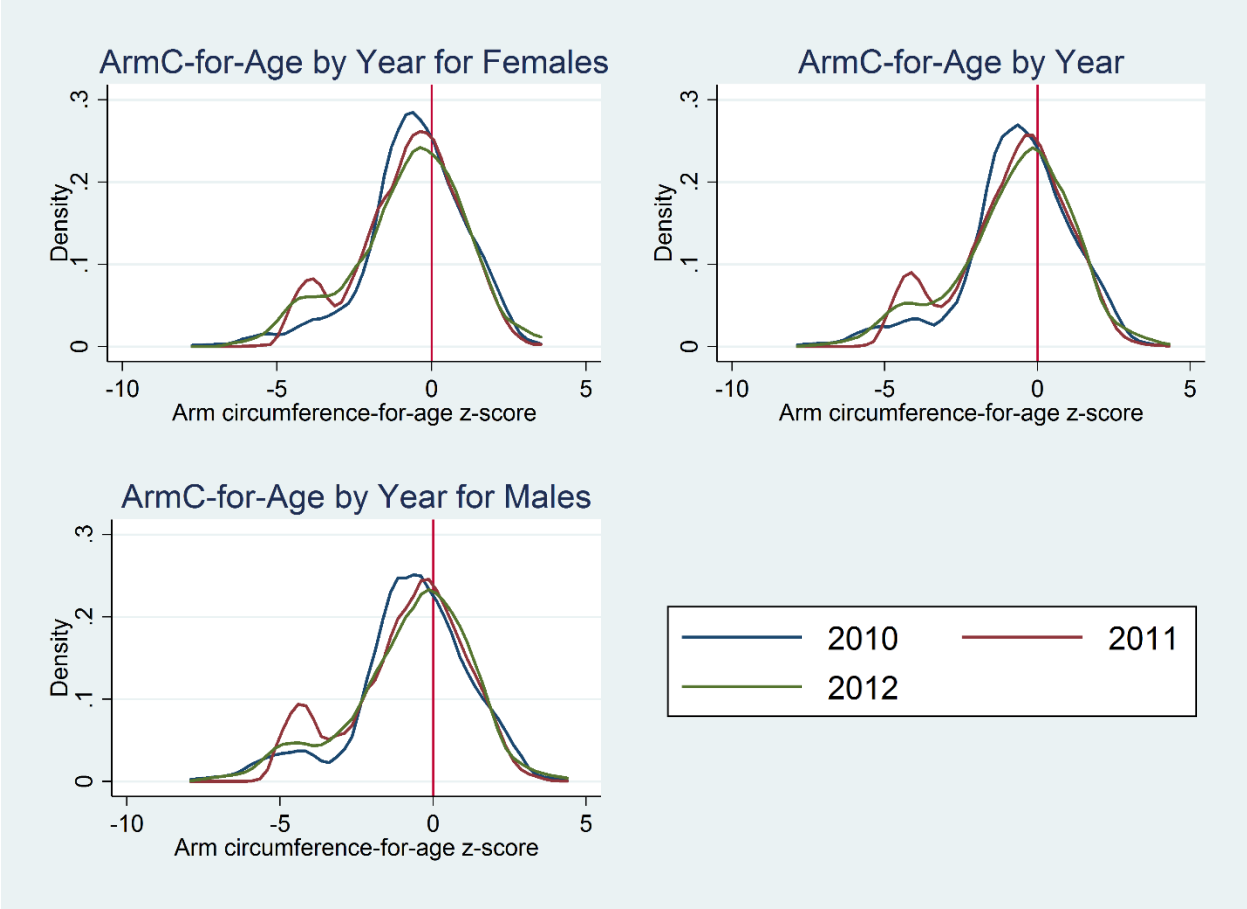 ArmC-for-Age by Year for Females
.3
.2
.1
0
Density
-10 -5 0 5
Arm circumference-for-age z-score
ArmC-for-Age by Year
.3
.2
.1
0
Density
-10 -5 0 5
Arm circumference-for-age z-score
ArmC-for-Age by Year for Males
.3
.2
.1
0
Density
-10 -5 0 5
Arm circumference-for-age z-score
2010 2011
2012